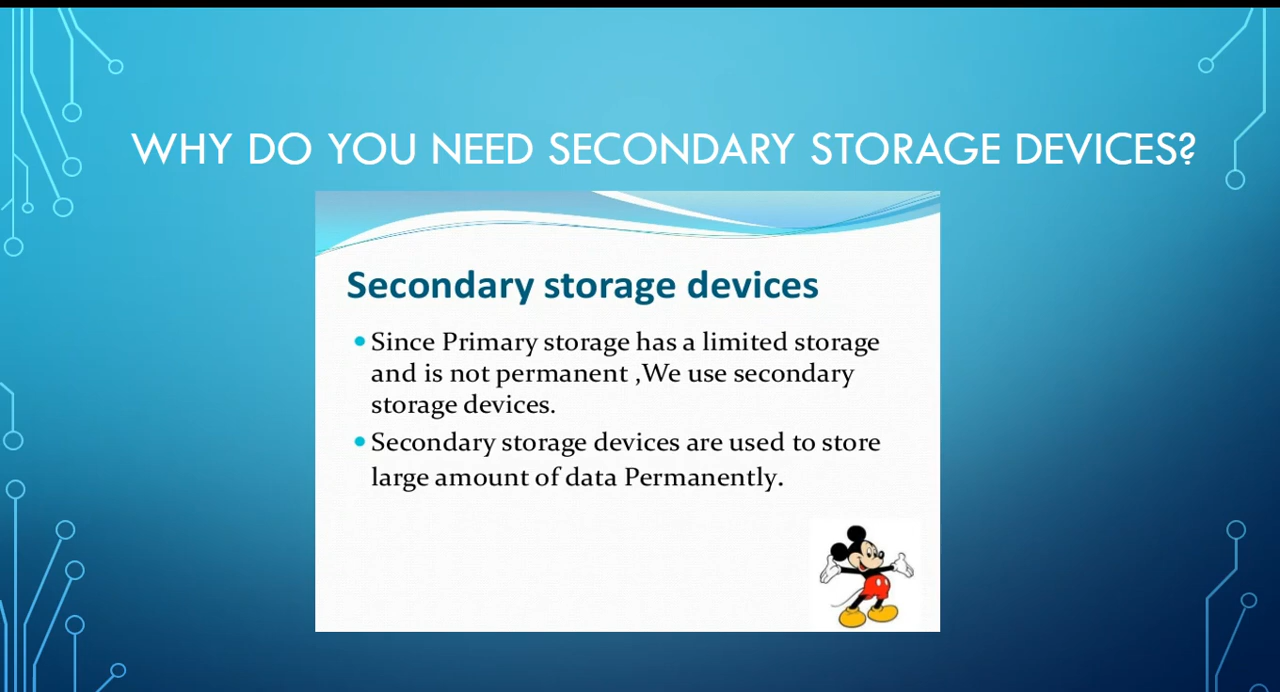 WHY DO YOU NEED SECONDARY STORAGE DEVICES?
Secondary storage devices
Since Primary storage has a limited storage
and is not permanent ,We use secondary
storage devices.
Secondary storage devices are used to store
large amount of data Permanently.